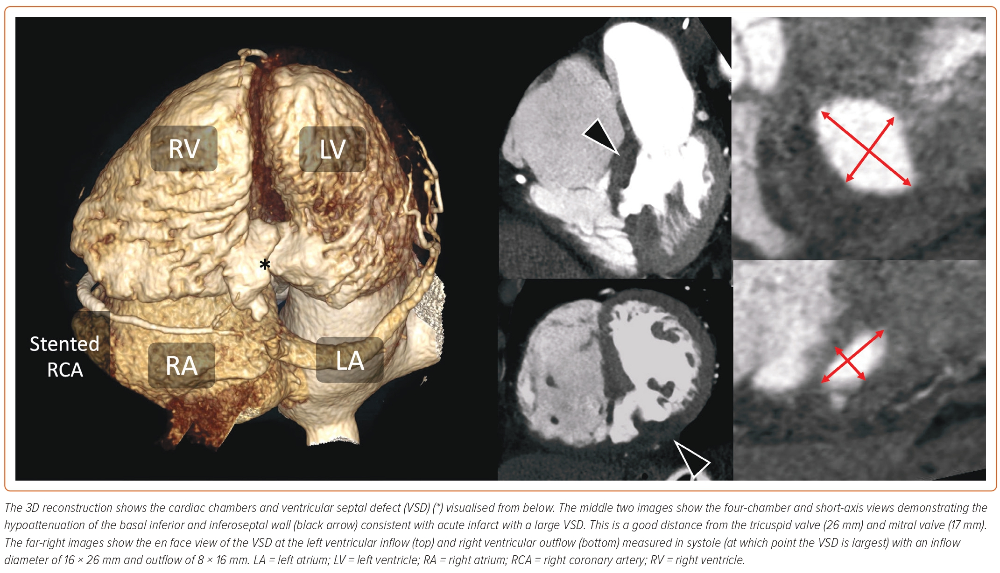 RV
LV
*
Stented
RCA
RA
LA
The 3D reconstruction shows the cardiac chambers and ventricular septal defect (VSD) (*) visualised from below. The middle two images show the four-chamber and short-axis views demonstrating the
hypoattenuation of the basal inferior and inferoseptal wall (black arrow) consistent with acute infarct with a large VSD. This is a good distance from the tricuspid valve (26 mm) and mitral valve (17 mm).
The far-right images show the en face view of the VSD at the left ventricular inflow (top) and right ventricular outflow (bottom) measured in systole (at which point the VSD is largest) with an inflow
diameter of 16 × 26 mm and outflow of 8 × 16 mm. LA = left atrium; LV = left ventricle; RA = right atrium; RCA = right coronary artery; RV = right ventricle.